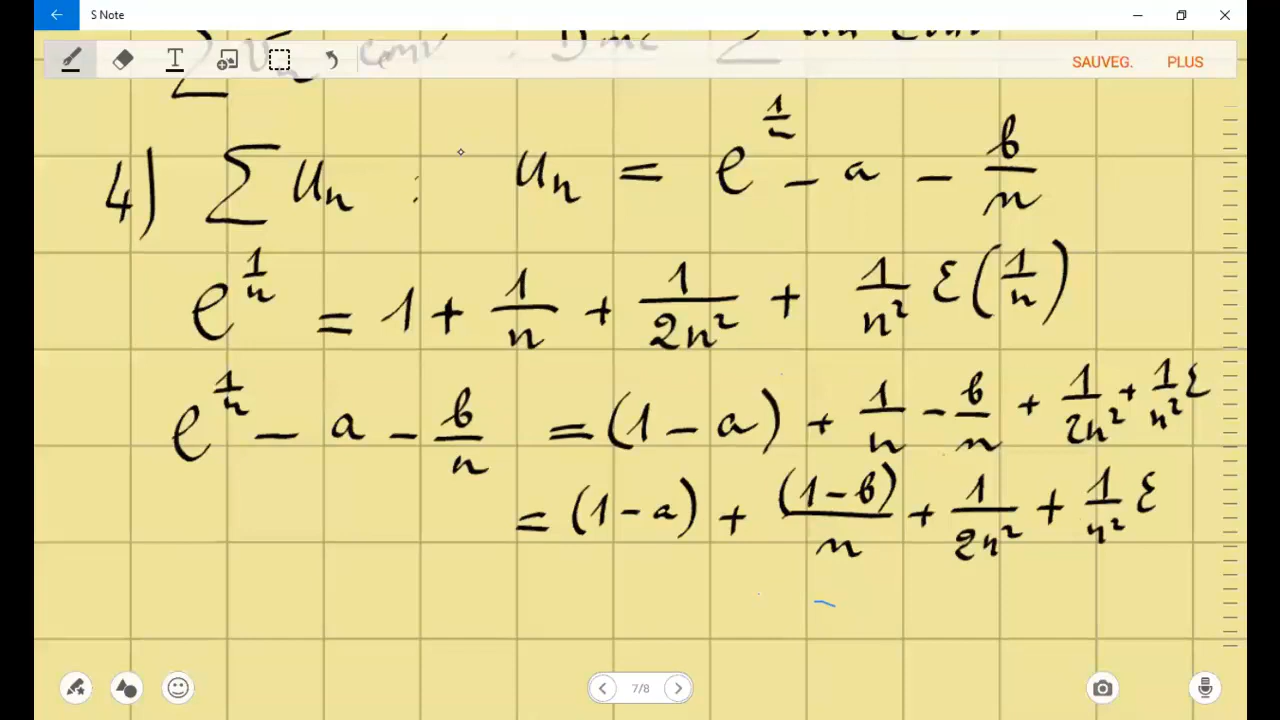 S Note
SAUVEG. PLUS
conv
4) ∑ Uₙ : Uₙ = e^(1/n) - a - b/n
e^(1/n) = 1 + 1/n + 1/2n² + 1/n² ε(1/n)
e^(1/n) - a - b/n = (1 - a) + 1/n - b/n + 1/2n² + 1/n² ε
= (1 - a) + (1 - b)/n + 1/2n² + 1/n² ε
7/8